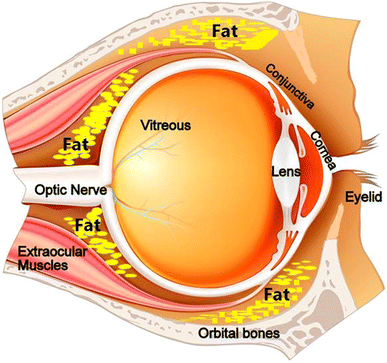 Fat
Conjunctiva
Cornea
Vitreous
Fat
Lens
Optic Nerve
Eyelid
Fat
Extraocular
Muscles
Fat
Orbital bones